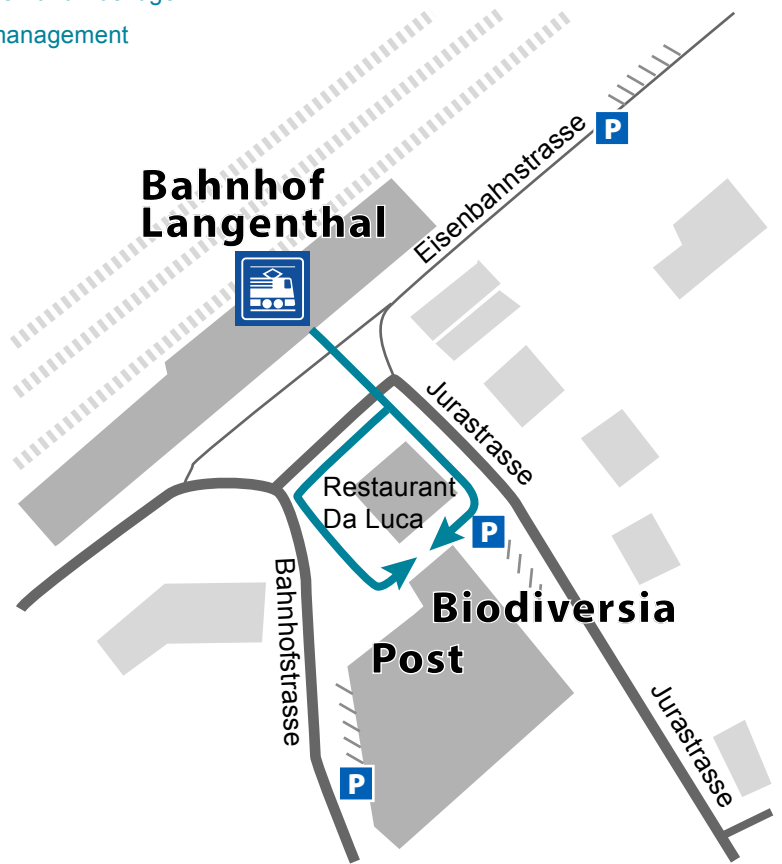 management
Bahnhof
Langenthal
Eisenbahnstrasse
P
Jurastrasse
Restaurant
Da Luca
P
Bahnhofstrasse
Biodiversia
Post
Jurastrasse
P